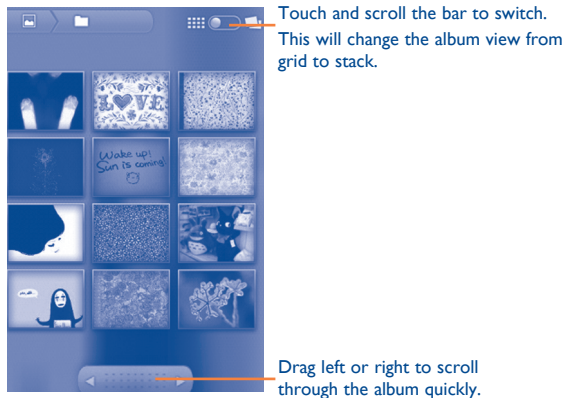 Touch and scroll the bar to switch.
This will change the album view from
grid to stack.
LOVE
Wake up!
Sun is coming!
Drag left or right to scroll
through the album quickly.